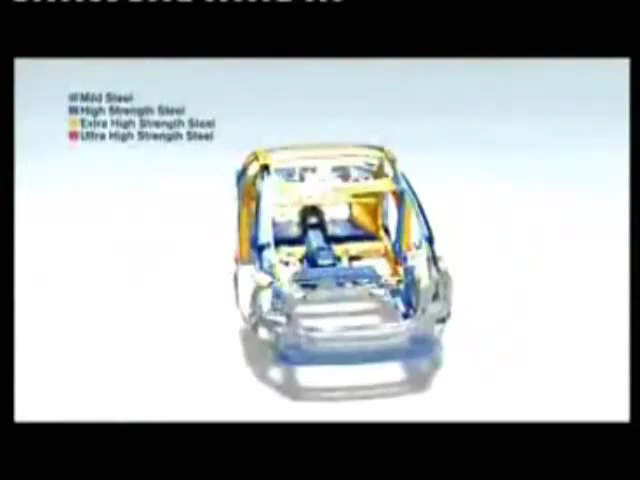 Mild Steel
High Strength Steel
Extra High Strength Steel
Ultra High Strength Steel